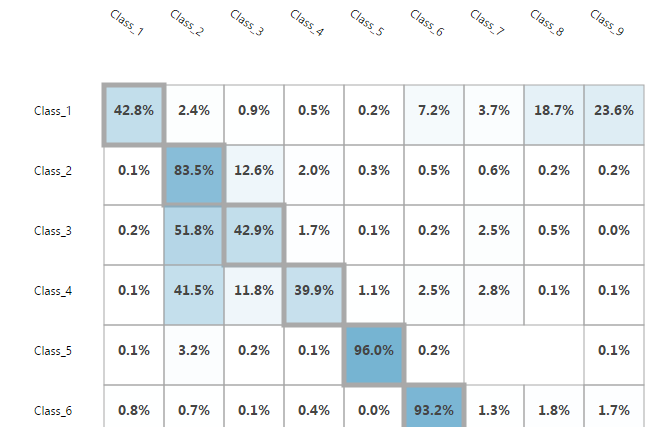 Class_1 Class_2 Class_3 Class_4 Class_5 Class_6 Class_7 Class_8 Class_9
Class_1 42.8% 2.4% 0.9% 0.5% 0.2% 7.2% 3.7% 18.7% 23.6%
Class_2 0.1% 83.5% 12.6% 2.0% 0.3% 0.5% 0.6% 0.2% 0.2%
Class_3 0.2% 51.8% 42.9% 1.7% 0.1% 0.2% 2.5% 0.5% 0.0%
Class_4 0.1% 41.5% 11.8% 39.9% 1.1% 2.5% 2.8% 0.1% 0.1%
Class_5 0.1% 3.2% 0.2% 0.1% 96.0% 0.2% 0.1%
Class_6 0.8% 0.7% 0.1% 0.4% 0.0% 93.2% 1.3% 1.8% 1.7%